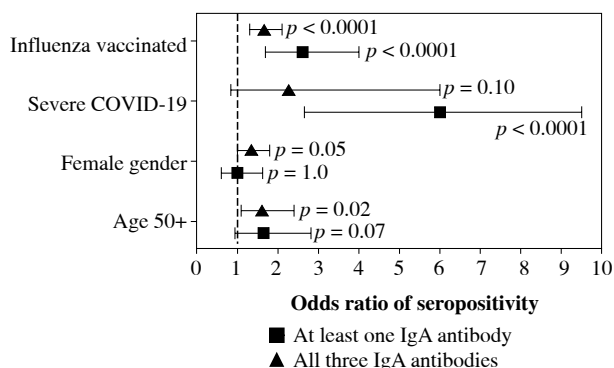 Influenza vaccinated
p < 0.0001
p < 0.0001
Severe COVID-19
p = 0.10
p < 0.0001
Female gender
p = 0.05
p = 1.0
Age 50+
p = 0.02
p = 0.07
0 1 2 3 4 5 6 7 8 9 10
Odds ratio of seropositivity
At least one IgA antibody
All three IgA antibodies